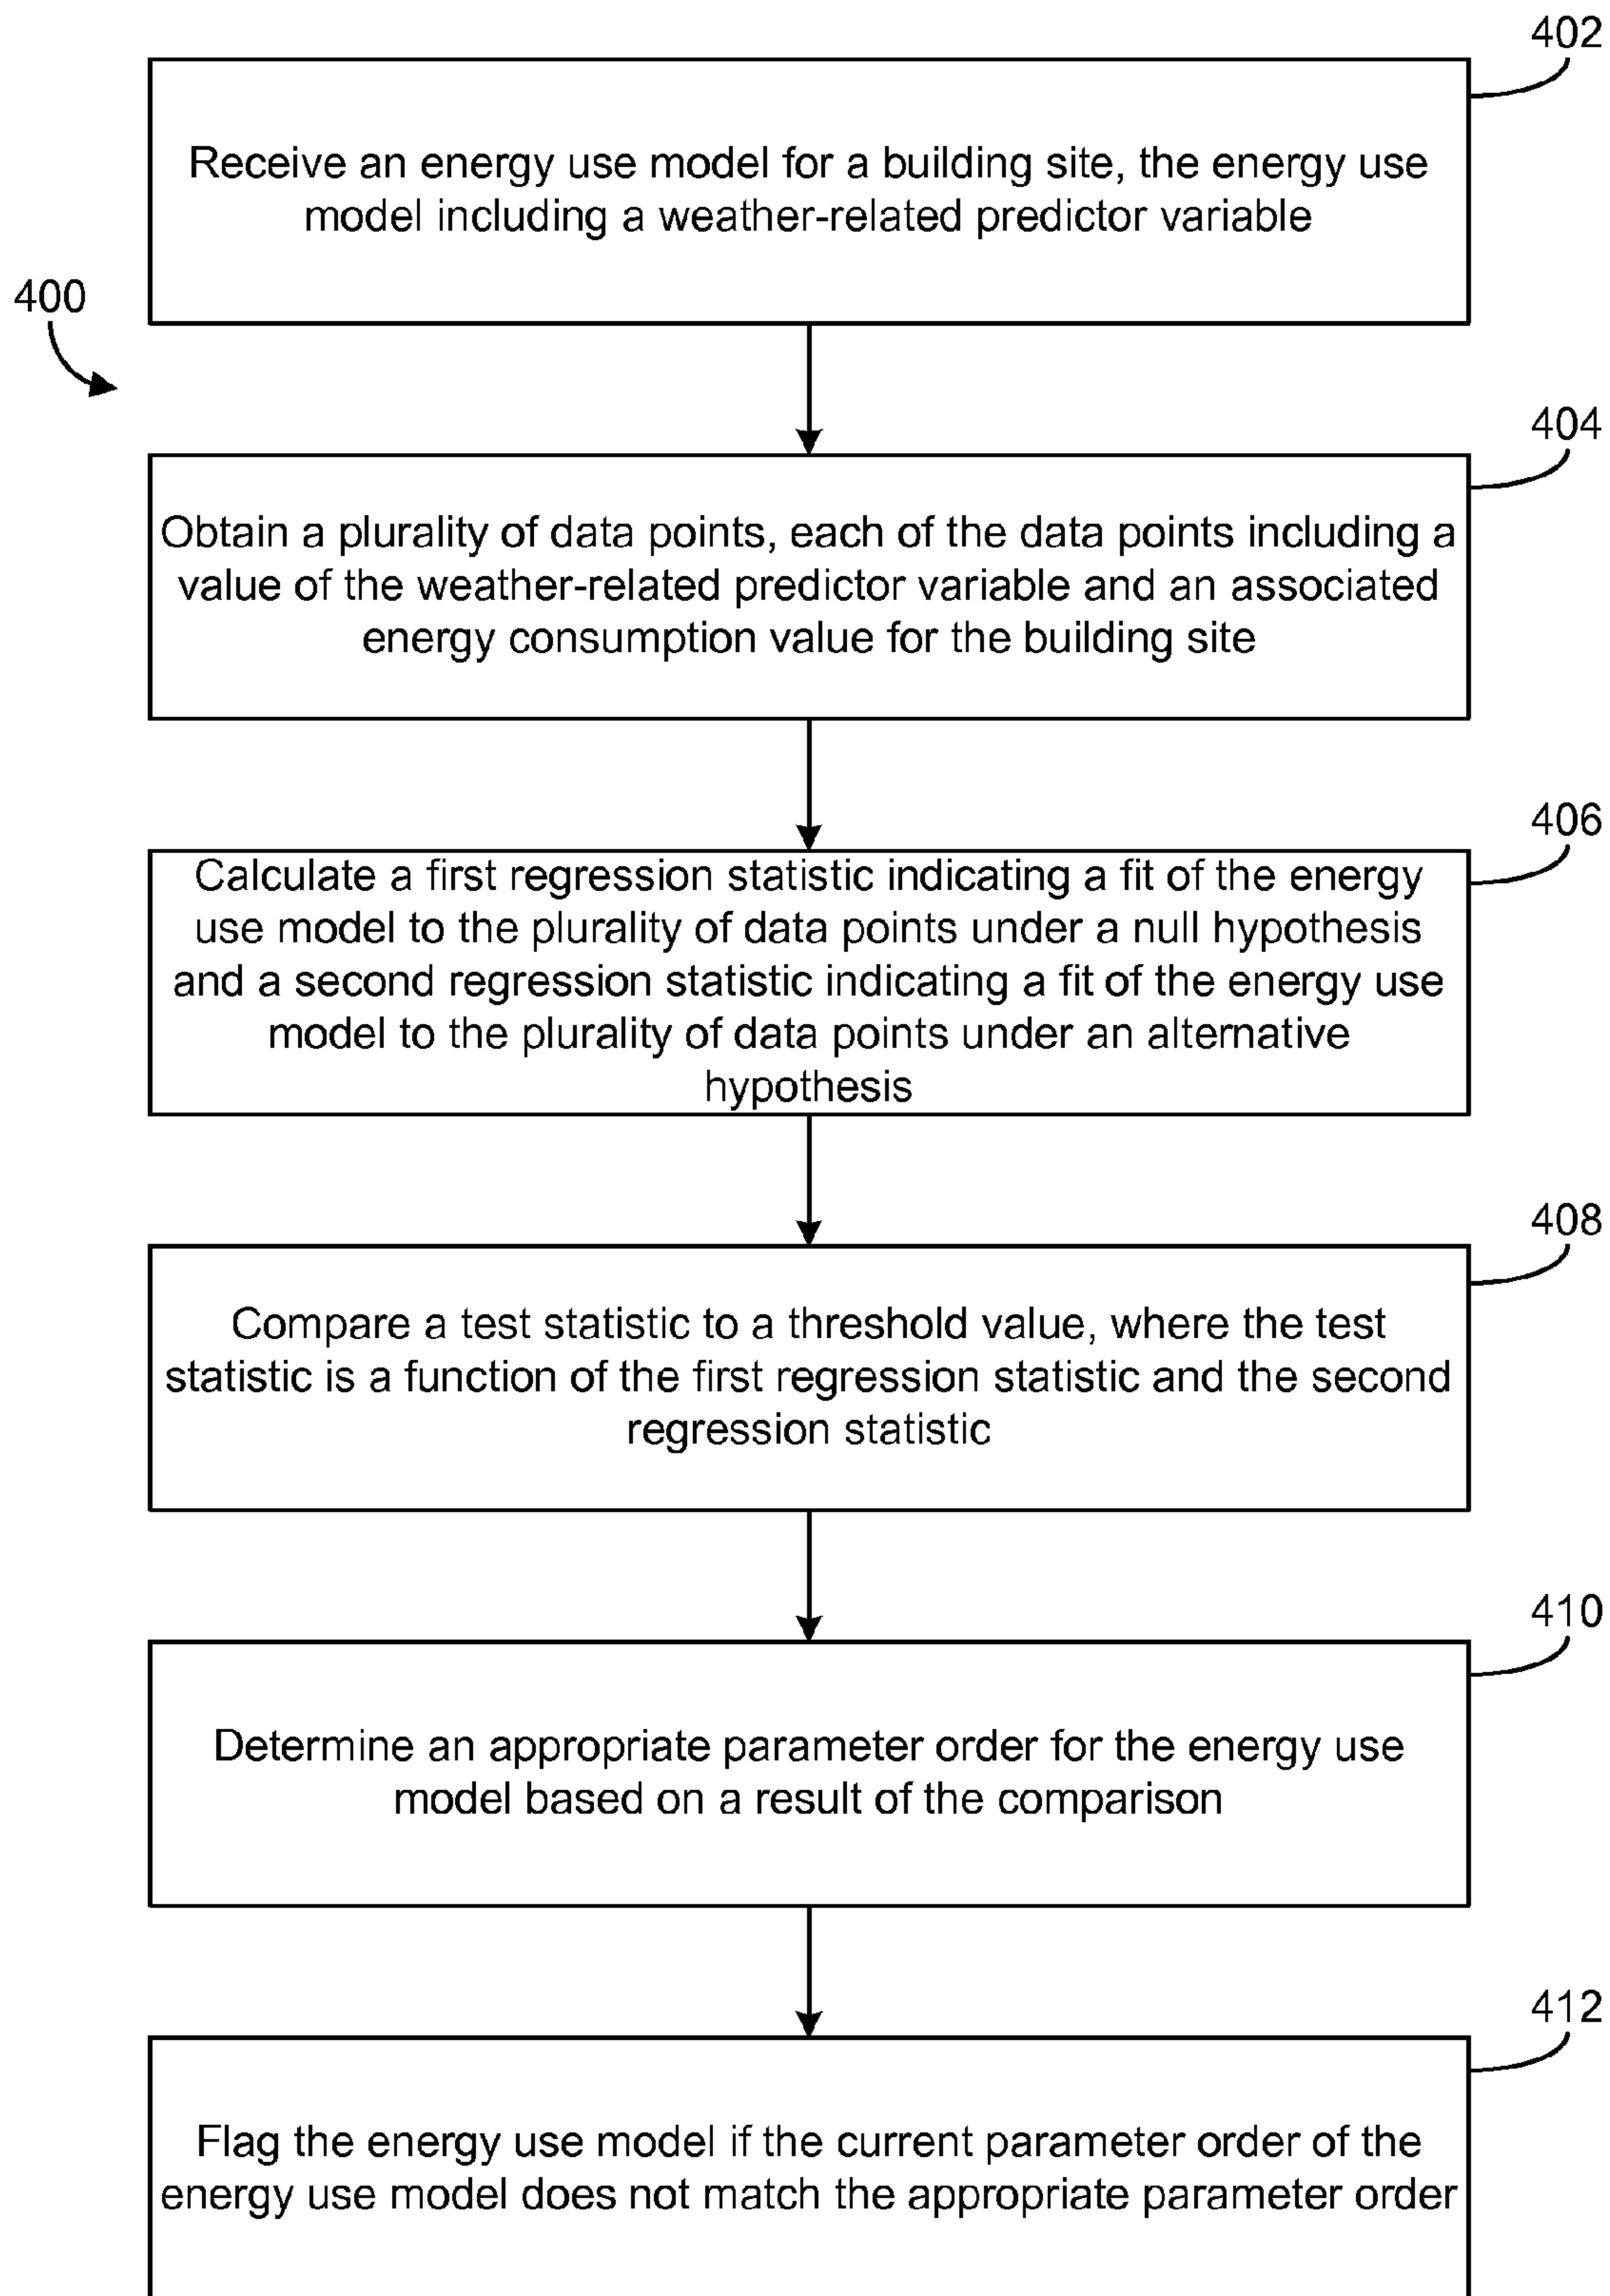 402
Receive an energy use model for a building site, the energy use
model including a weather-related predictor variable
400
404
Obtain a plurality of data points, each of the data points including a
value of the weather-related predictor variable and an associated
energy consumption value for the building site
406
Calculate a first regression statistic indicating a fit of the energy
use model to the plurality of data points under a null hypothesis
and a second regression statistic indicating a fit of the energy use
model to the plurality of data points under an alternative
hypothesis
408
Compare a test statistic to a threshold value, where the test
statistic is a function of the first regression statistic and the second
regression statistic
410
Determine an appropriate parameter order for the energy use
model based on a result of the comparison
412
Flag the energy use model if the current parameter order of the
energy use model does not match the appropriate parameter order